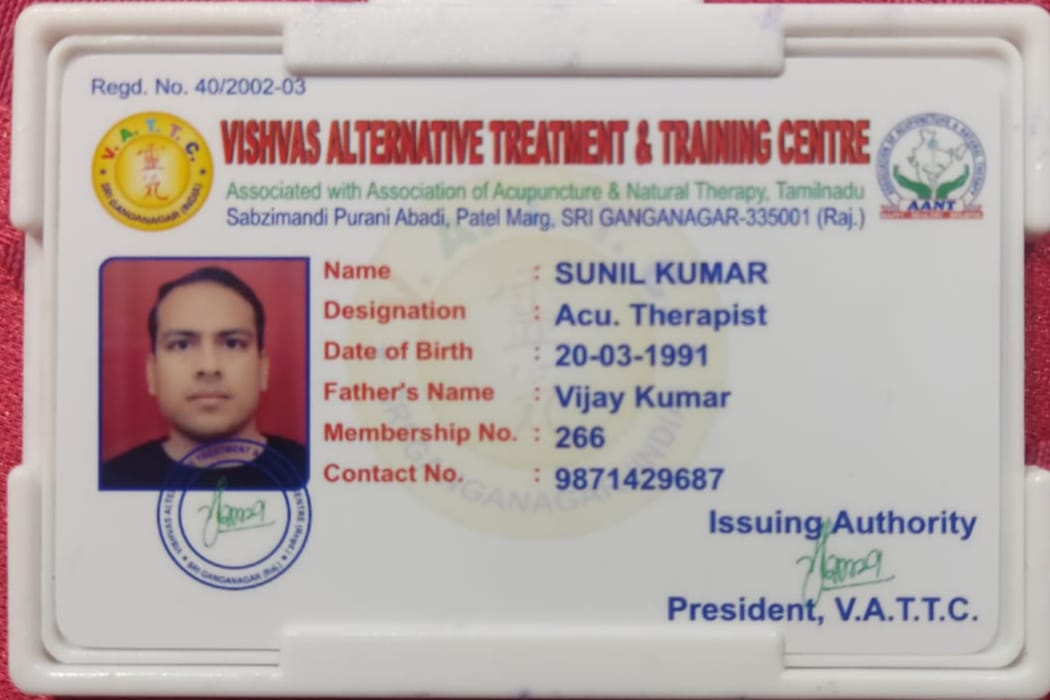 Regd. No. 40/2002-03
V. A. T. T. C.
靈
氣
SRI GANGANAGAR (INDIA)
VISHVAS ALTERNATIVE TREATMENT & TRAINING CENTRE
Associated with Association of Acupuncture & Natural Therapy, Tamilnadu
Sabzimandi Purani Abadi, Patel Marg, SRI GANGANAGAR-335001 (Raj.)
AANT
Name : SUNIL KUMAR
Designation : Acu. Therapist
Date of Birth : 20-03-1991
Father's Name : Vijay Kumar
Membership No. : 266
Contact No. : 9871429687
VISHVAS ALTERNATIVE TREATMENT &
CENTRE (Regd.)
SRI GANGANAGAR (Raj.)
Issuing Authority
President, V.A.T.T.C.